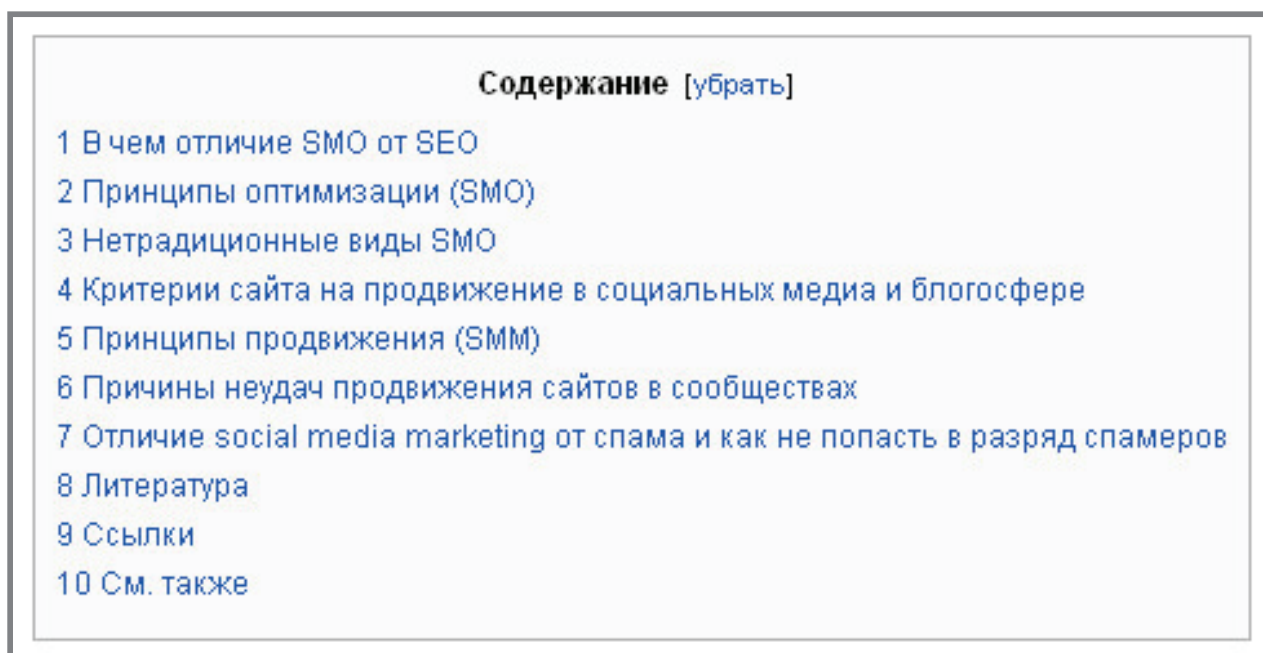 Содержание [убрать]
1 В чем отличие SMO от SEO
2 Принципы оптимизации (SMO)
3 Нетрадиционные виды SMO
4 Критерии сайта на продвижение в социальных медиа и блогосфере
5 Принципы продвижения (SMM)
6 Причины неудач продвижения сайтов в сообществах
7 Отличие social media marketing от спама и как не попасть в разряд спамеров
8 Литература
9 Ссылки
10 См. также